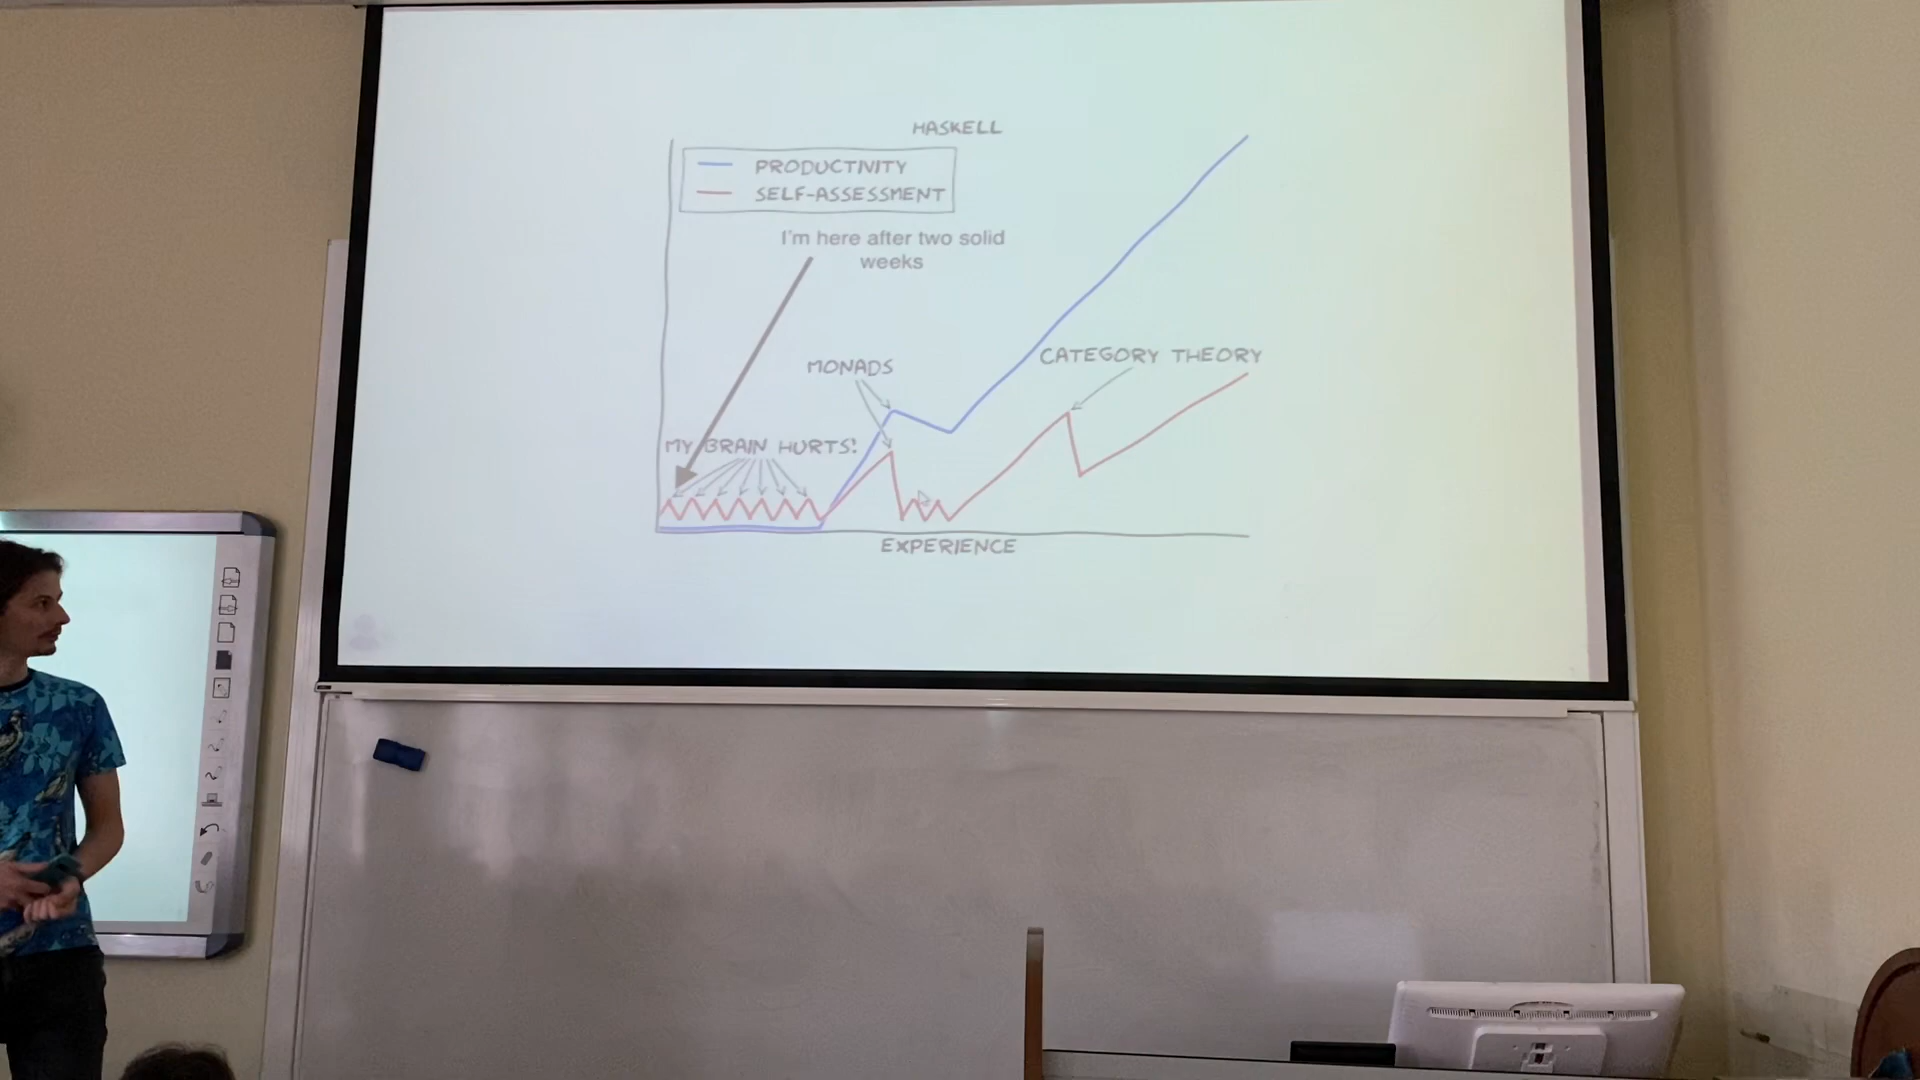 HASKELL
PRODUCTIVITY
SELF-ASSESSMENT
I'm here after two solid
weeks
MONADS
CATEGORY THEORY
MY BRAIN HURTS!
EXPERIENCE